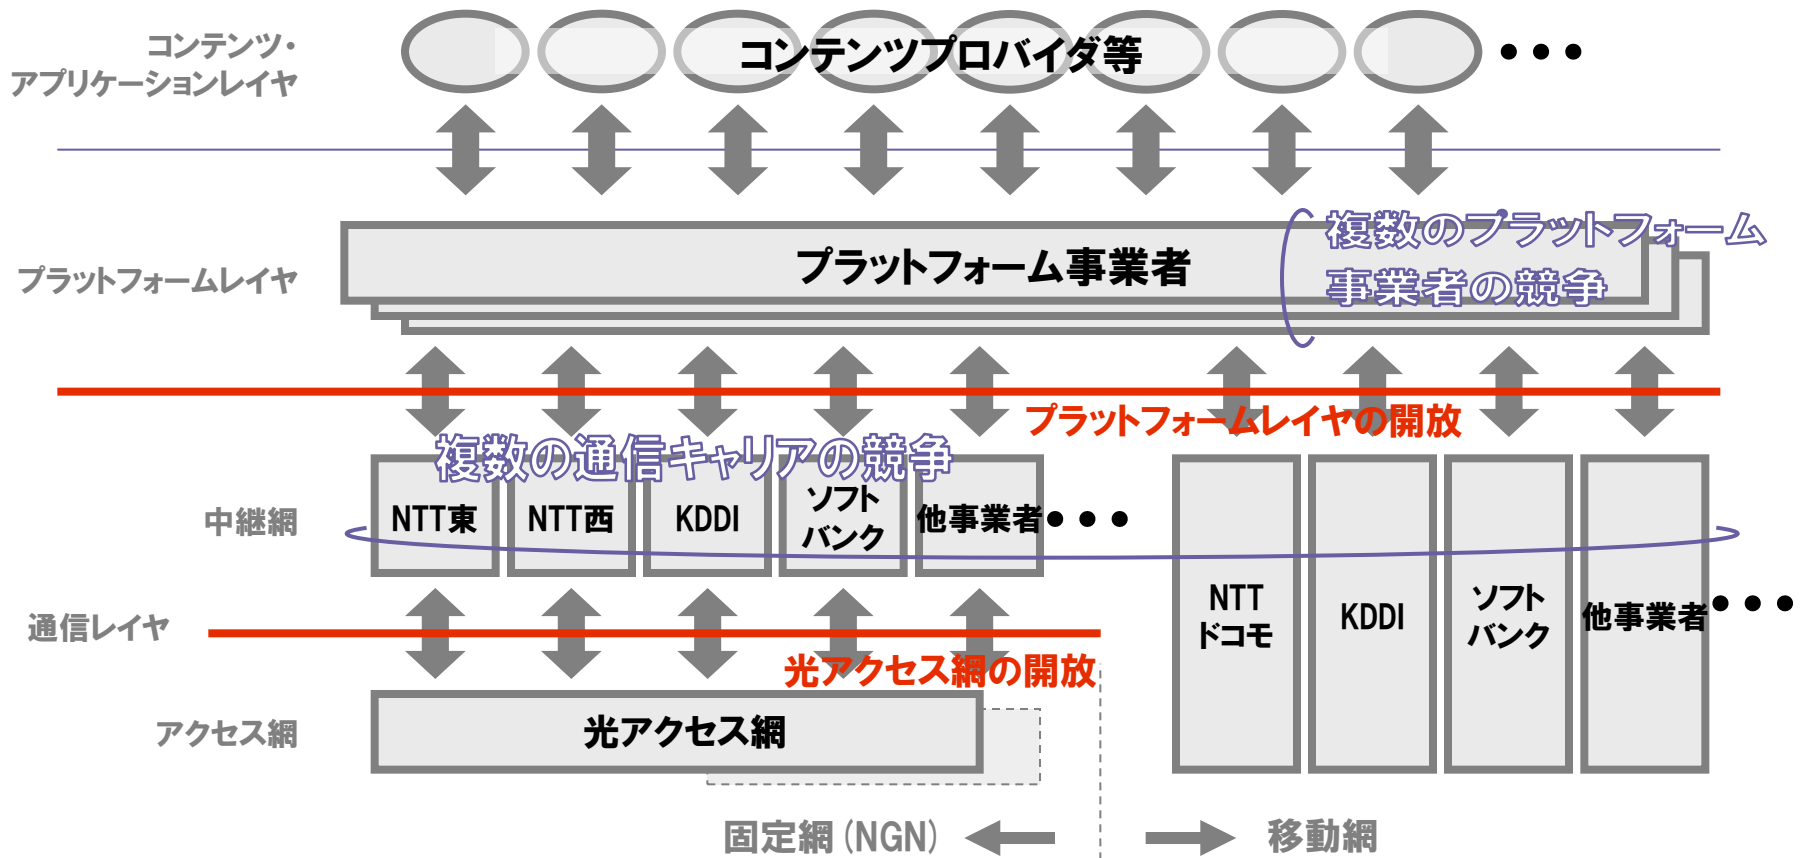 コンテンツ・
アプリケーションレイヤ
コンテンツプロバイダ等
•••
プラットフォームレイヤ
プラットフォーム事業者
複数のプラットフォーム
事業者の競争
プラットフォームレイヤの開放
複数の通信キャリアの競争
中継網
NTT東
NTT西
KDDI
ソフト
バンク
他事業者
•••
NTT
ドコモ
KDDI
ソフト
バンク
他事業者
•••
通信レイヤ
光アクセス網の開放
アクセス網
光アクセス網
固定網(NGN)
移動網